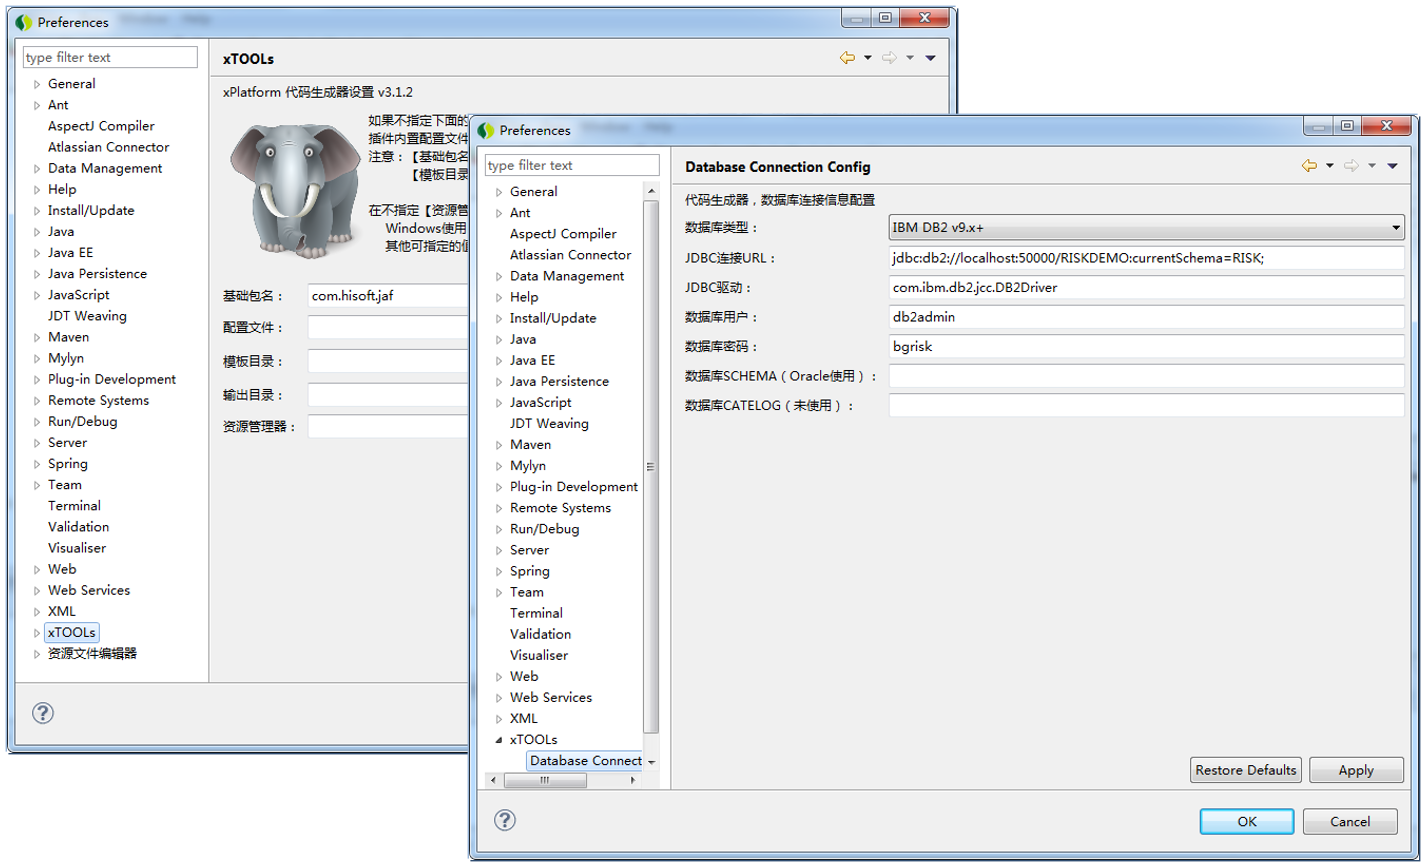 Preferences
type filter text
General
Ant
AspectJ Compiler
Atlassian Connector
Data Management
Help
Install/Update
Java
Java EE
Java Persistence
JavaScript
JDT Weaving
Maven
Mylyn
Plug-in Development
Remote Systems
Run/Debug
Server
Spring
Team
Terminal
Validation
Visualiser
Web
Web Services
XML
xTOOLs
资源文件编辑器
xTOOLs
xPlatform 代码生成器设置 v3.1.2
如果不指定下面的
插件内置配置文件
注意：【基础包名
【模板目录
在不指定【资源管
Windows使用
其他可指定的值
基础包名： com.hisoft.jaf
配置文件：
模板目录：
输出目录：
资源管理器：
Preferences
type filter text
General
Ant
AspectJ Compiler
Atlassian Connector
Data Management
Help
Install/Update
Java
Java EE
Java Persistence
JavaScript
JDT Weaving
Maven
Mylyn
Plug-in Development
Remote Systems
Run/Debug
Server
Spring
Team
Terminal
Validation
Visualiser
Web
Web Services
XML
xTOOLs
Database Connect
Database Connection Config
代码生成器，数据库连接信息配置
数据库类型： IBM DB2 v9.x+
JDBC连接URL： jdbc:db2://localhost:50000/RISKDEMO:currentSchema=RISK;
JDBC驱动： com.ibm.db2.jcc.DB2Driver
数据库用户： db2admin
数据库密码： bgrisk
数据库SCHEMA（Oracle使用）：
数据库CATELOG（未使用）：
Restore Defaults Apply
OK Cancel